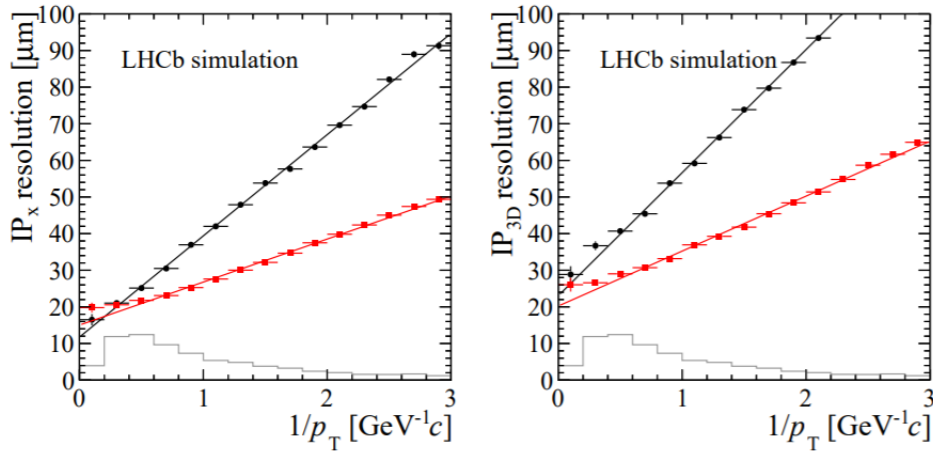 IPₓ resolution [μm]
100
90
80
70
60
50
40
30
20
10
0
LHCb simulation
0 1 2 3
1/p_T [GeV⁻¹c]
IP₃D resolution [μm]
100
90
80
70
60
50
40
30
20
10
0
LHCb simulation
0 1 2 3
1/p_T [GeV⁻¹c]